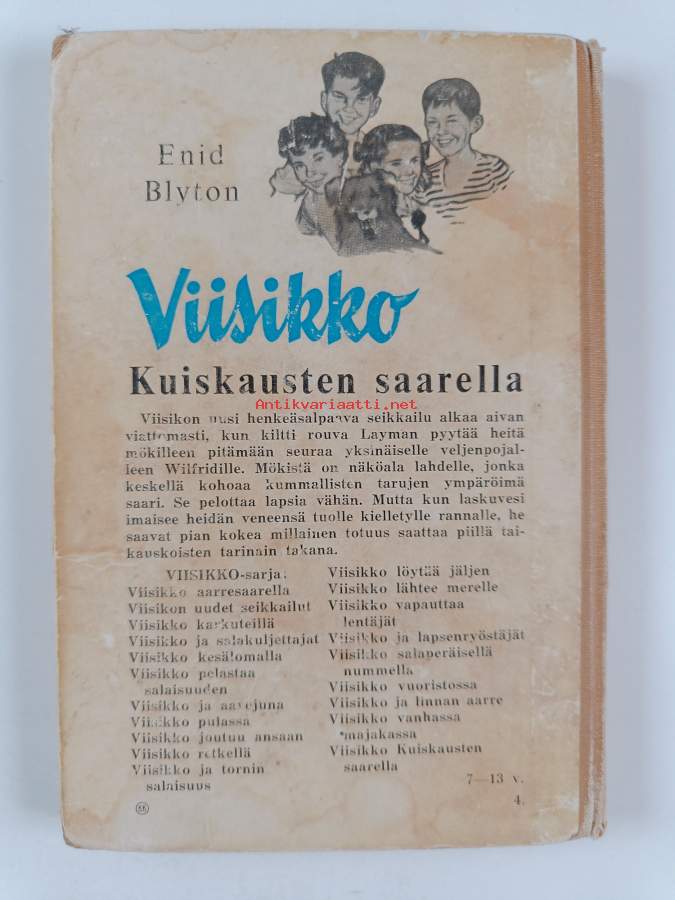 Enid
Blyton
Viisikko
Kuiskausten saarella
Antikvariaatti.net
Viisikon uusi henkeäsalpaava seikkailu alkaa aivan
viattomasti, kun kiltti rouva Layman pyytää heitä
mökilleen pitämään seuraa yksinäiselle veljenpojal-
leen Wilfridille. Mökistä on näköala lahdelle, jonka
keskellä kohoaa kummallisten tarujen ympäröimä
saari. Se pelottaa lapsia vähän. Mutta kun laskuvesi
imaisee heidän veneensä tuolle kielletylle rannalle, he
saavat pian kokea millainen totuus saattaa piillä tai-
kauskoisten tarinain takana.
VIISIKKO-sarja:
Viisikko aarresaarella
Viisikon uudet seikkailut
Viisikko karkuteillä
Viisikko ja salakuljettajat
Viisikko kesälomalla
Viisikko pelastaa
salaisuuden
Viisikko ja aavejuna
Viisikko pulassa
Viisikko joutuu ansaan
Viisikko retkellä
Viisikko ja tornin
salaisuus
Viisikko löytää jäljen
Viisikko lähtee merelle
Viisikko vapauttaa
lentäjät
Viisikko ja lapsenryöstäjät
Viisikko salaperäisellä
nummella
Viisikko vuoristossa
Viisikko ja linnan aarre
Viisikko vanhassa
majakassa
Viisikko Kuiskausten
saarella
7—13 v.
4.